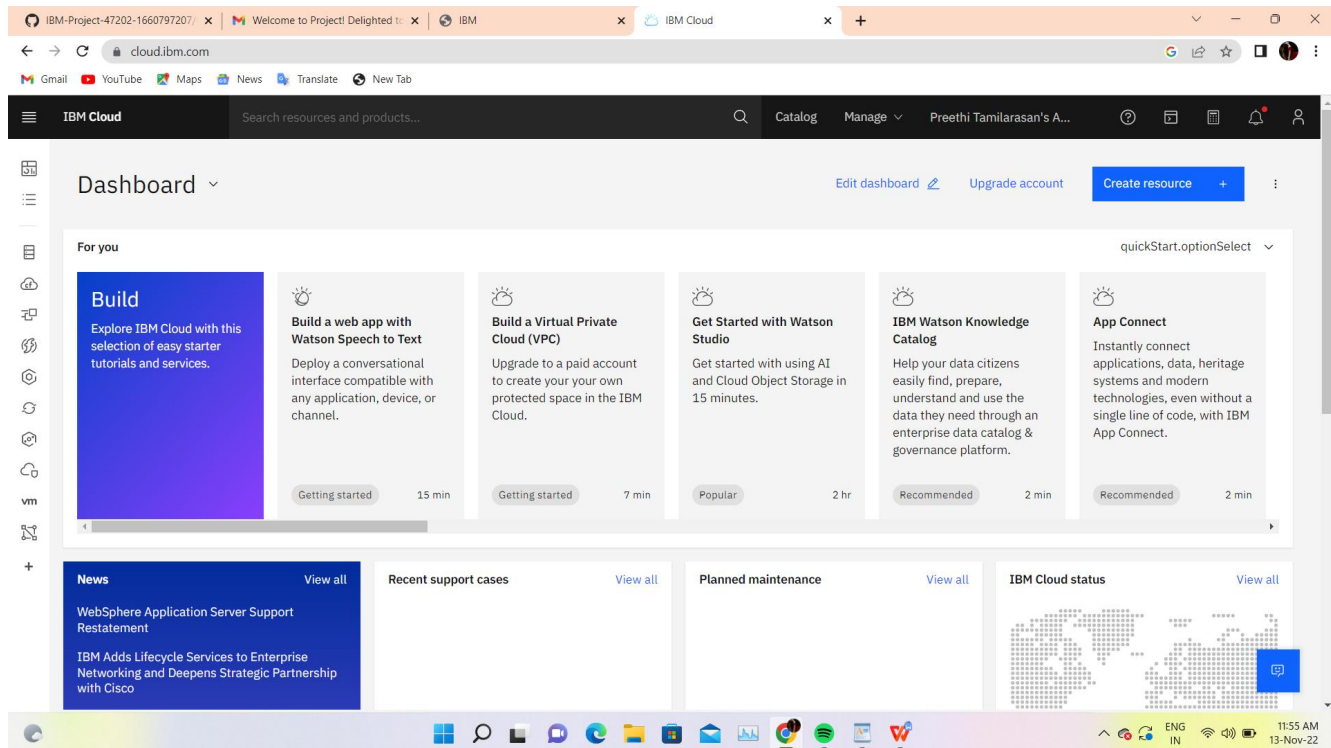 IBM-Project-47202-1660797207/
Welcome to Project! Delighted to
IBM
IBM Cloud
cloud.ibm.com
Gmail YouTube Maps News Translate New Tab
IBM Cloud Search resources and products... Catalog Manage Preethi Tamilarasan's A...
Dashboard Edit dashboard Upgrade account Create resource +
For you quickStart.optionSelect
Build
Explore IBM Cloud with this
selection of easy starter
tutorials and services.
Build a web app with
Watson Speech to Text
Deploy a conversational
interface compatible with
any application, device, or
channel.
Getting started 15 min
Build a Virtual Private
Cloud (VPC)
Upgrade to a paid account
to create your your own
protected space in the IBM
Cloud.
Getting started 7 min
Get Started with Watson
Studio
Get started with using AI
and Cloud Object Storage in
15 minutes.
Popular 2 hr
IBM Watson Knowledge
Catalog
Help your data citizens
easily find, prepare,
understand and use the
data they need through an
enterprise data catalog &
governance platform.
Recommended 2 min
App Connect
Instantly connect
applications, data, heritage
systems and modern
technologies, even without a
single line of code, with IBM
App Connect.
Recommended 2 min
vm
News View all
WebSphere Application Server Support
Restatement
IBM Adds Lifecycle Services to Enterprise
Networking and Deepens Strategic Partnership
with Cisco
Recent support cases View all
Planned maintenance View all
IBM Cloud status View all
ENG
IN
11:55 AM
13-Nov-22